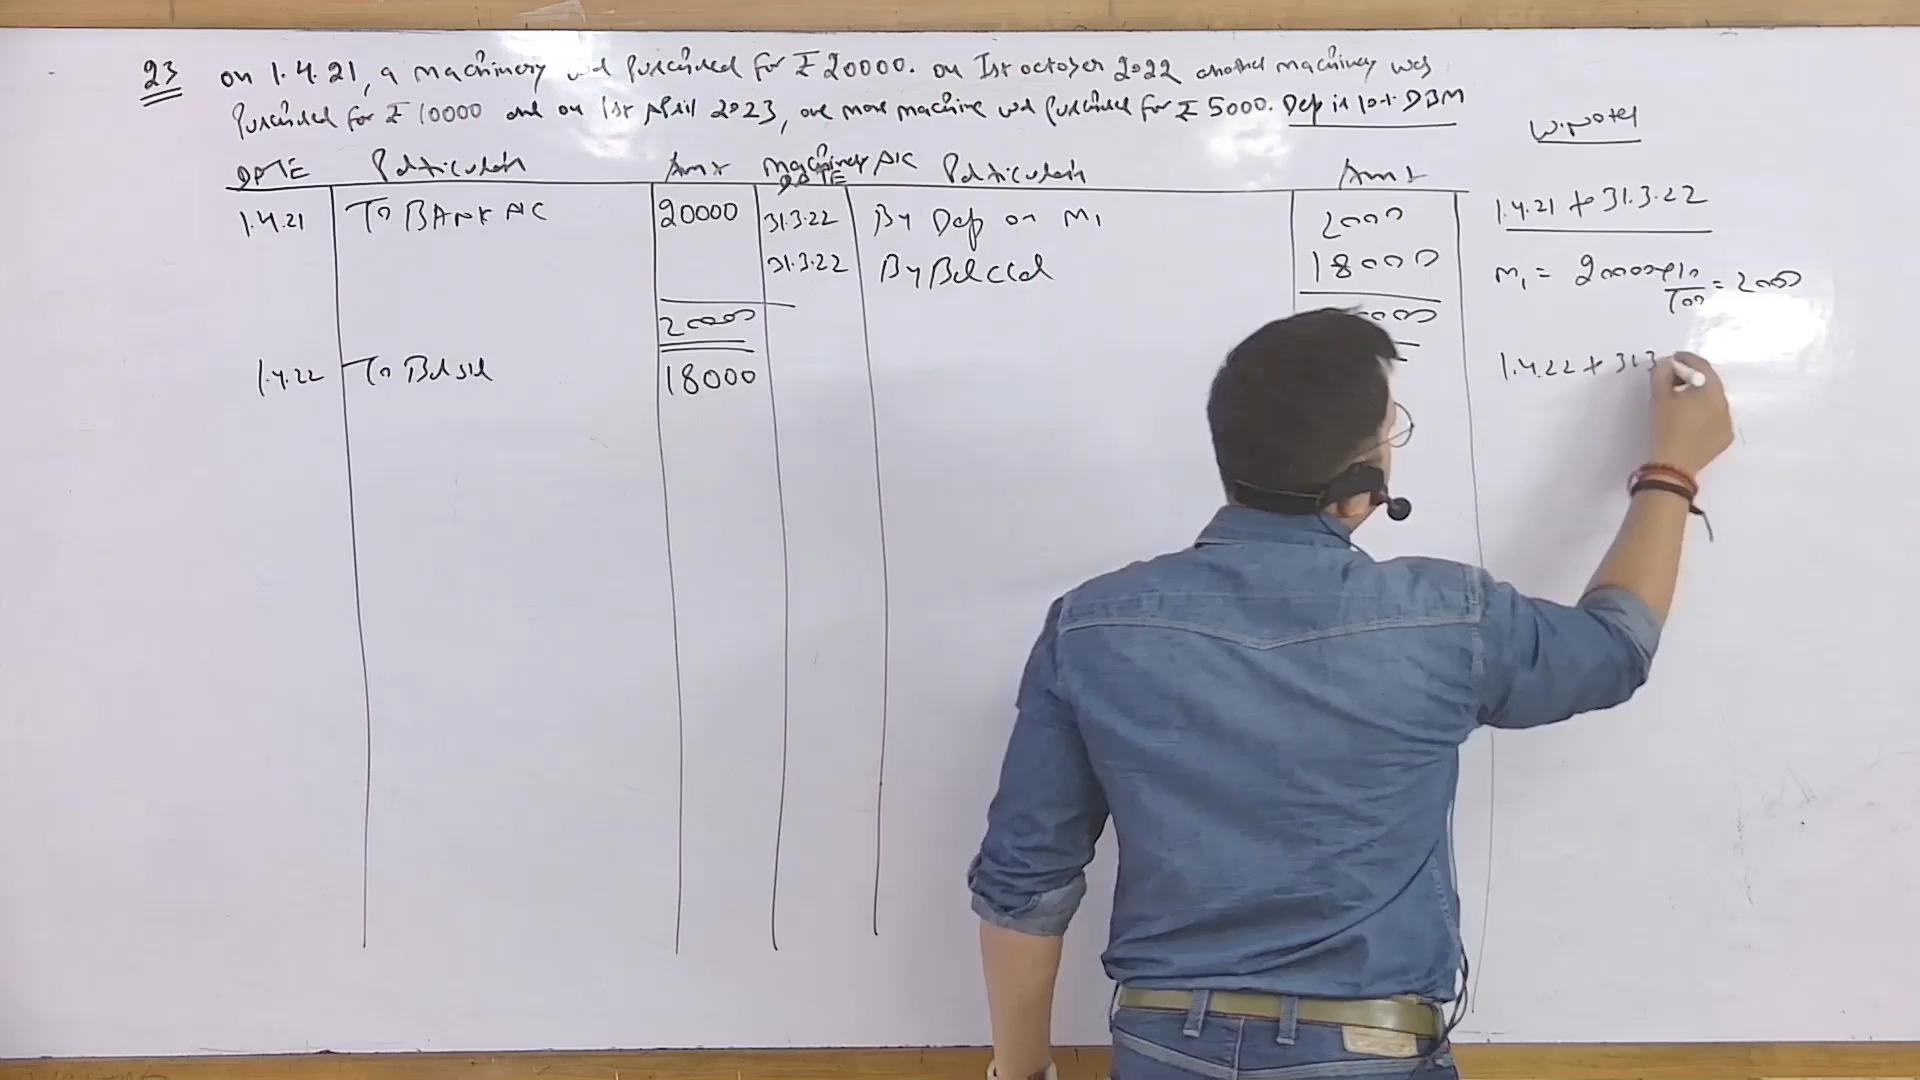 23 on 1.4.21, a machinery was purchased for ₹ 20000. on 1st october 2022 another machinery was
purchased for ₹ 10000 and on 1st April 2023, one more machine was purchased for ₹ 5000. Dep is 10% DBM
W.notes
DATE Particulars Amt Machinery A/C DATE Particulars Amt
1.4.21 To BANK A/C 20000 31.3.22 By Dep on M1 2000
31.3.22 By Bal c/d 18000
20000
1.4.22 To Bal b/d 18000
1.4.21 to 31.3.22
M1 = 20000×10/100 = 2000
1.4.22 t 31.3